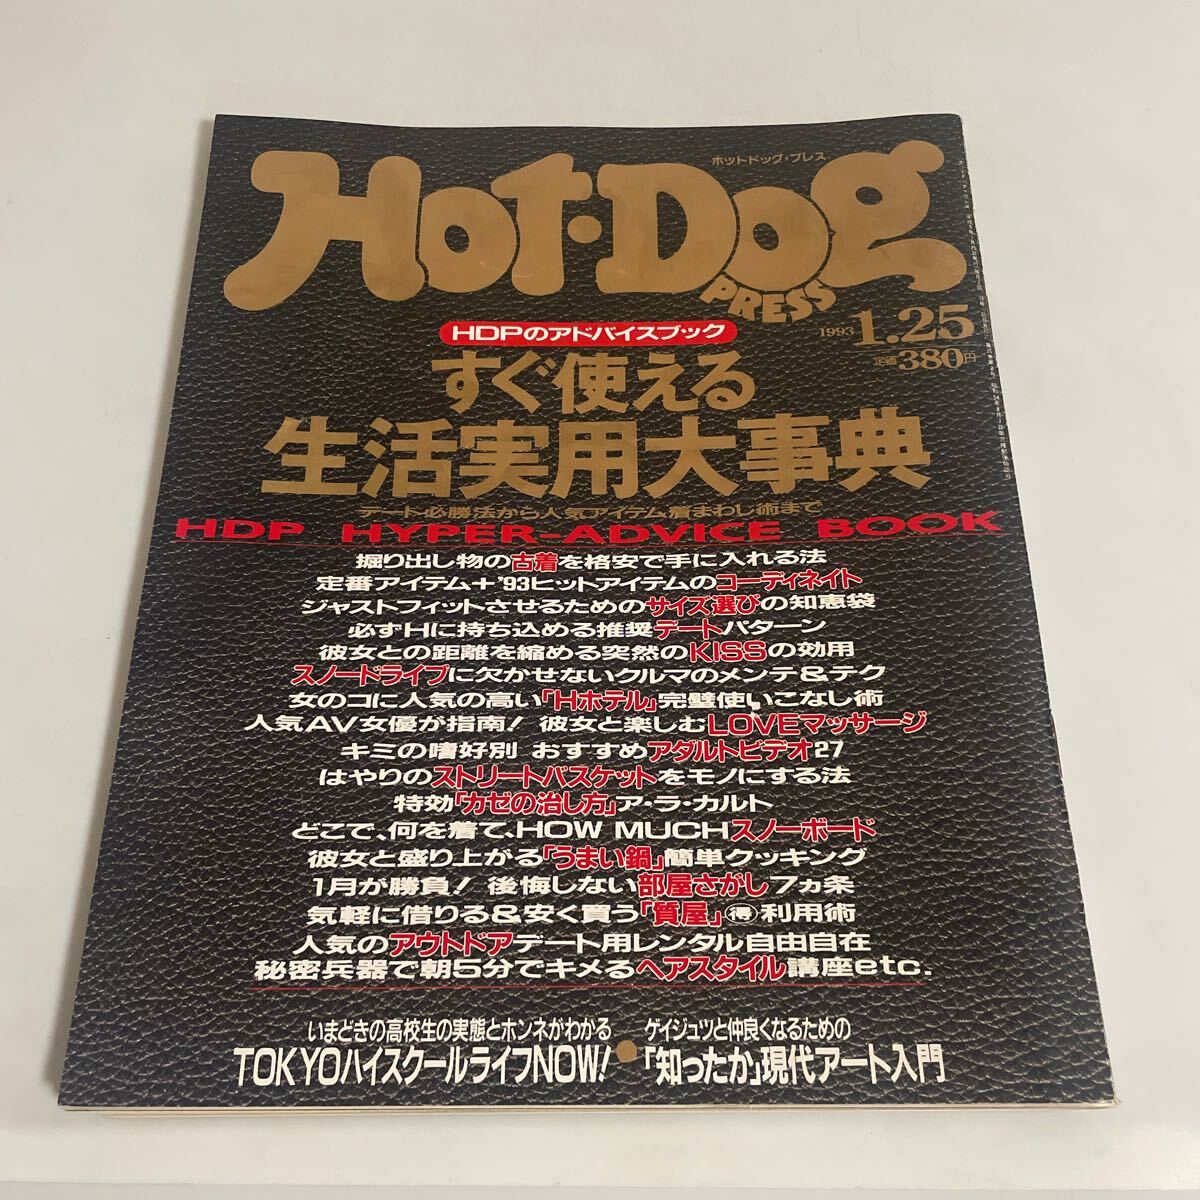 ホットドッグ・プレス
Hot・Dog
PRESS
1993 1.25
定価380円
HDPのアドバイスブック
すぐ使える
生活実用大事典
デート必勝法から人気アイテム着まわし術まで
HDP HYPER-ADVICE BOOK
掘り出し物の古着を格安で手に入れる法
定番アイテム+'93ヒットアイテムのコーディネイト
ジャストフィットさせるためのサイズ選びの知恵袋
必ずHに持ち込める推奨デートパターン
彼女との距離を縮める突然のKISSの効用
スノードライブに欠かせないクルマのメンテ&テク
女のコに人気の高い「Hホテル」完璧使いこなし術
人気AV女優が指南! 彼女と楽しむLOVEマッサージ
キミの嗜好別 おすすめアダルトビデオ27
はやりのストリートバスケットをモノにする法
特効「カゼの治し方」ア・ラ・カルト
どこで、何を着て、HOW MUCHスノーボード
彼女と盛り上がる「うまい鍋」簡単クッキング
1月が勝負! 後悔しない部屋さがし7ヵ条
気軽に借りる&安く買う「質屋」㊝利用術
人気のアウトドアデート用レンタル自由自在
秘密兵器で朝5分でキメるヘアスタイル講座etc.
いまどきの高校生の実態とホンネがわかる
TOKYOハイスクールライフNOW!
ゲイジュツと仲良くなるための
「知ったか」現代アート入門